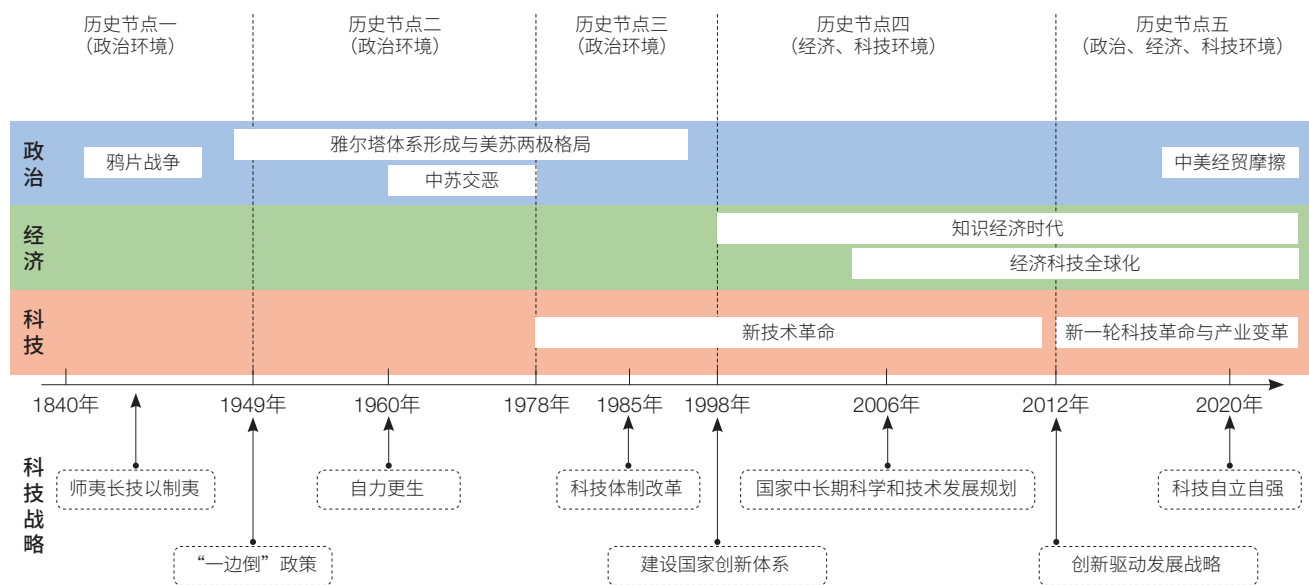 历史节点一
（政治环境）
历史节点二
（政治环境）
历史节点三
（政治环境）
历史节点四
（经济、科技环境）
历史节点五
（政治、经济、科技环境）
政治
鸦片战争
雅尔塔体系形成与美苏两极格局
中苏交恶
中美经贸摩擦
经济
知识经济时代
经济科技全球化
科技
新技术革命
新一轮科技革命与产业变革
1840年
1949年
1960年
1978年
1985年
1998年
2006年
2012年
2020年
科技战略
师夷长技以制夷
自力更生
科技体制改革
国家中长期科学和技术发展规划
科技自立自强
“一边倒”政策
建设国家创新体系
创新驱动发展战略